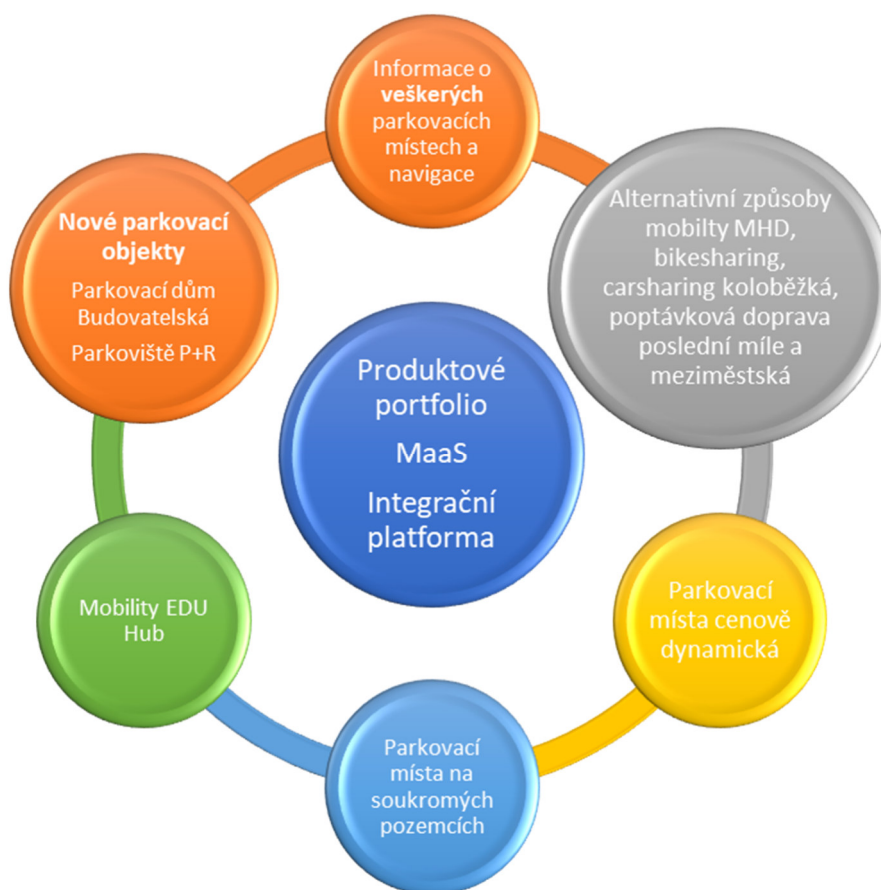 Informace o
veškerých
parkovacích
místech a
navigace
Alternativní způsoby
mobilty MHD,
bikesharing,
carsharing koloběžká,
poptávková doprava
poslední míle a
meziměstská
Parkovací
místa cenově
dynamická
Parkovací
místa na
soukromých
pozemcích
Mobility EDU
Hub
Nové parkovací
objekty
Parkovací dům
Budovatelská
Parkoviště P+R
Produktové
portfolio
MaaS
Integrační
platforma